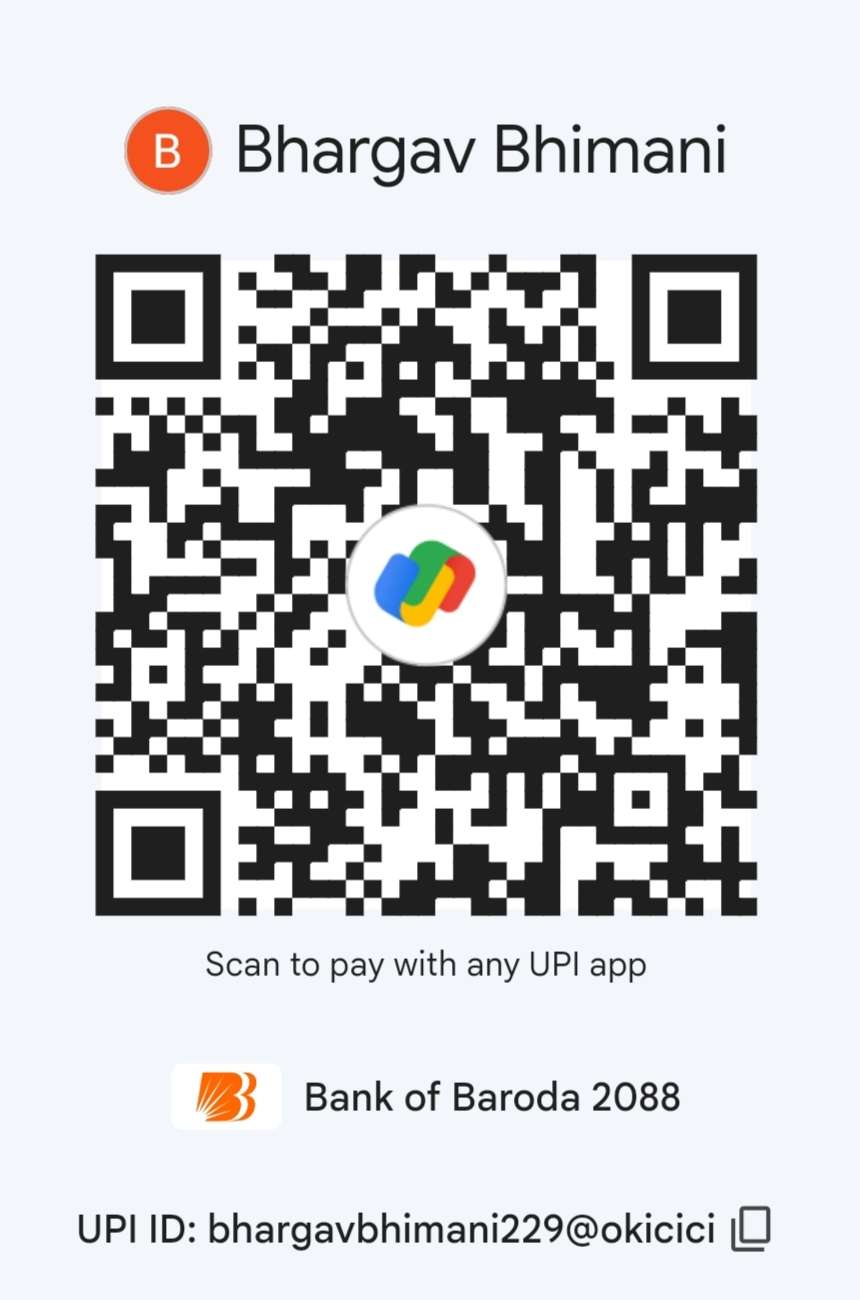 B Bhargav Bhimani
Scan to pay with any UPI app
Bank of Baroda 2088
UPI ID: bhargavbhimani229@okicici